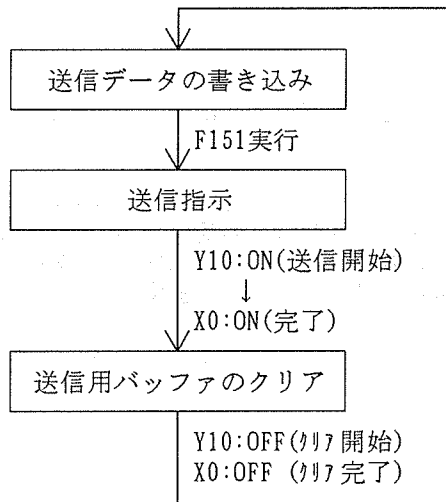 送信データの書き込み
F151実行
送信指示
Y10:ON(送信開始)
↓
X0:ON(完了)
送信用バッファのクリア
Y10:OFF(ｸﾘｱ開始)
X0:OFF (ｸﾘｱ完了)